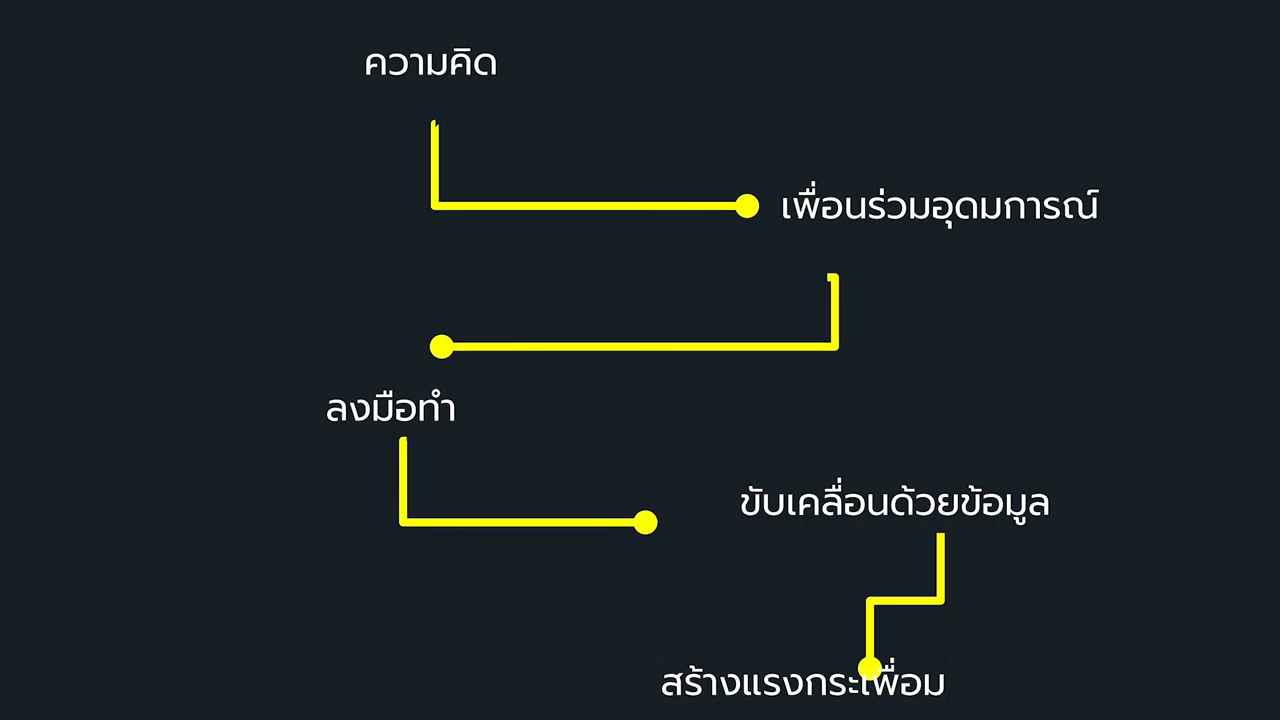 ความคิด
เพื่อนร่วมอุดมการณ์
ลงมือทำ
ขับเคลื่อนด้วยข้อมูล
สร้างแรงกระเพื่อม